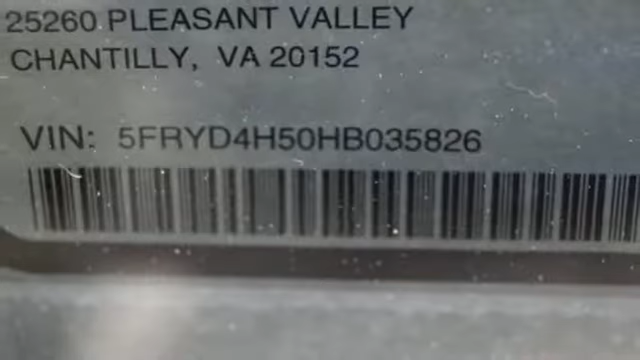 25260 PLEASANT VALLEY
CHANTILLY, VA 20152
VIN: 5FRYD4H50HB035826